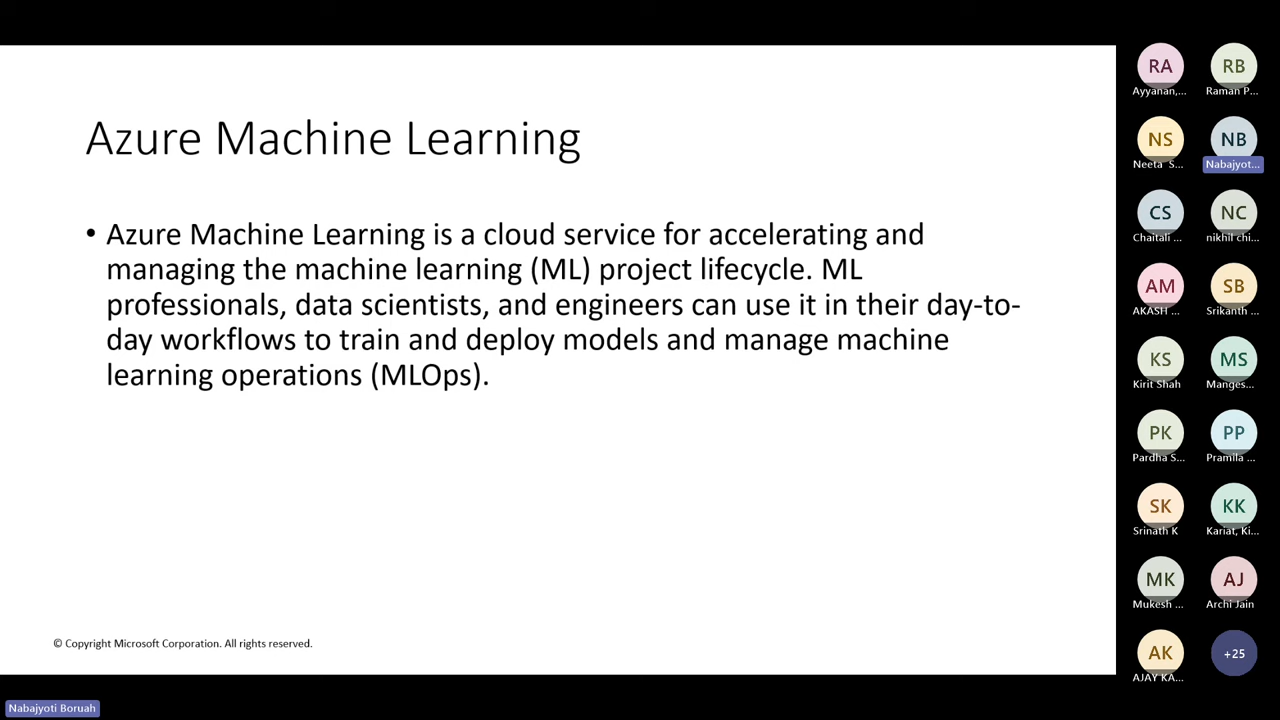 Azure Machine Learning
• Azure Machine Learning is a cloud service for accelerating and
managing the machine learning (ML) project lifecycle. ML
professionals, data scientists, and engineers can use it in their day-to-
day workflows to train and deploy models and manage machine
learning operations (MLOps).
© Copyright Microsoft Corporation. All rights reserved.
Nabajyoti Boruah
RA RB
Ayyanan,... Raman P...
NS NB
Neeta S... Nabajyot...
CS NC
Chaitali ... nikhil chi...
AM SB
AKASH ... Srikanth ...
KS MS
Kirit Shah Manges...
PK PP
Pardha S... Pramila ...
SK KK
Srinath K Kariat, Ki...
MK AJ
Mukesh ... Archi Jain
AK +25
AJAY KA...